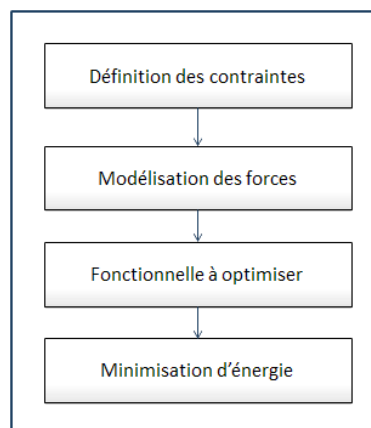 Définition des contraintes
Modélisation des forces
Fonctionnelle à optimiser
Minimisation d'énergie